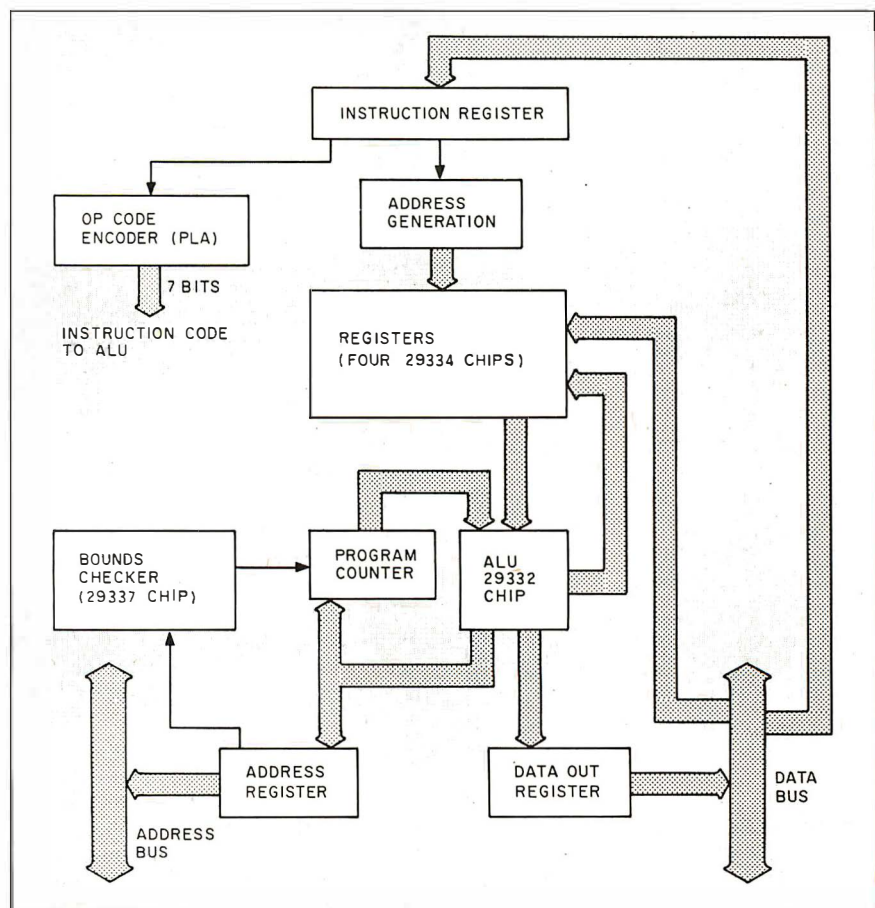 INSTRUCTION REGISTER
OP CODE
ENCODER (PLA)
ADDRESS
GENERATION
7 BITS
INSTRUCTION CODE
TO ALU
REGISTERS
(FOUR 29334 CHIPS)
BOUNDS
CHECKER
(29337 CHIP)
PROGRAM
COUNTER
ALU
29332
CHIP
ADDRESS
REGISTER
DATA OUT
REGISTER
DATA
BUS
ADDRESS
BUS